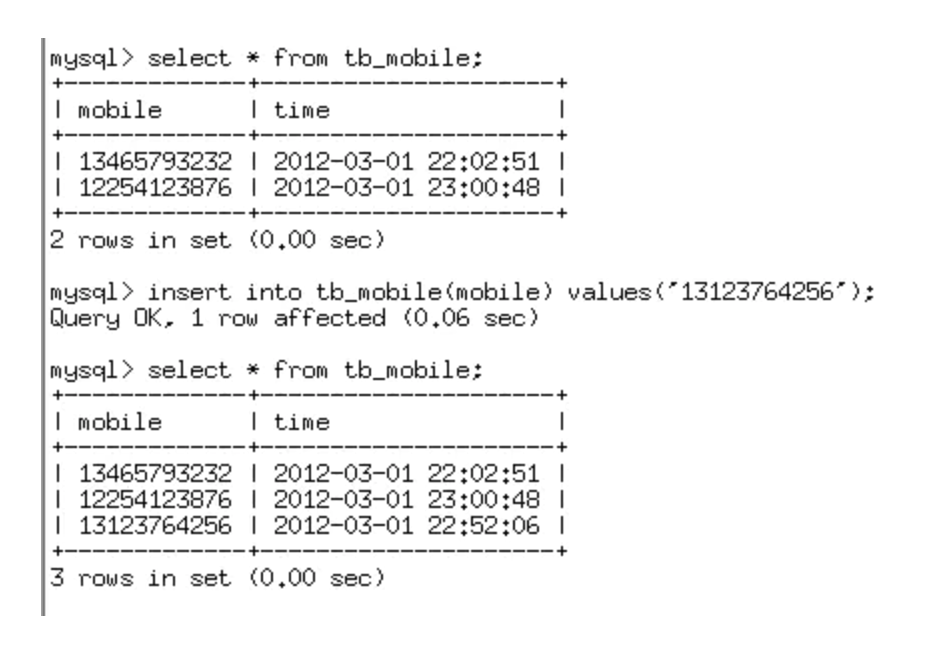 mysql> select * from tb_mobile;
+-------------+---------------------+
| mobile      | time                |
+-------------+---------------------+
| 13465793232 | 2012-03-01 22:02:51 |
| 12254123876 | 2012-03-01 23:00:48 |
+-------------+---------------------+
2 rows in set (0.00 sec)
mysql> insert into tb_mobile(mobile) values('13123764256');
Query OK, 1 row affected (0.06 sec)
mysql> select * from tb_mobile;
+-------------+---------------------+
| mobile      | time                |
+-------------+---------------------+
| 13465793232 | 2012-03-01 22:02:51 |
| 12254123876 | 2012-03-01 23:00:48 |
| 13123764256 | 2012-03-01 22:52:06 |
+-------------+---------------------+
3 rows in set (0.00 sec)